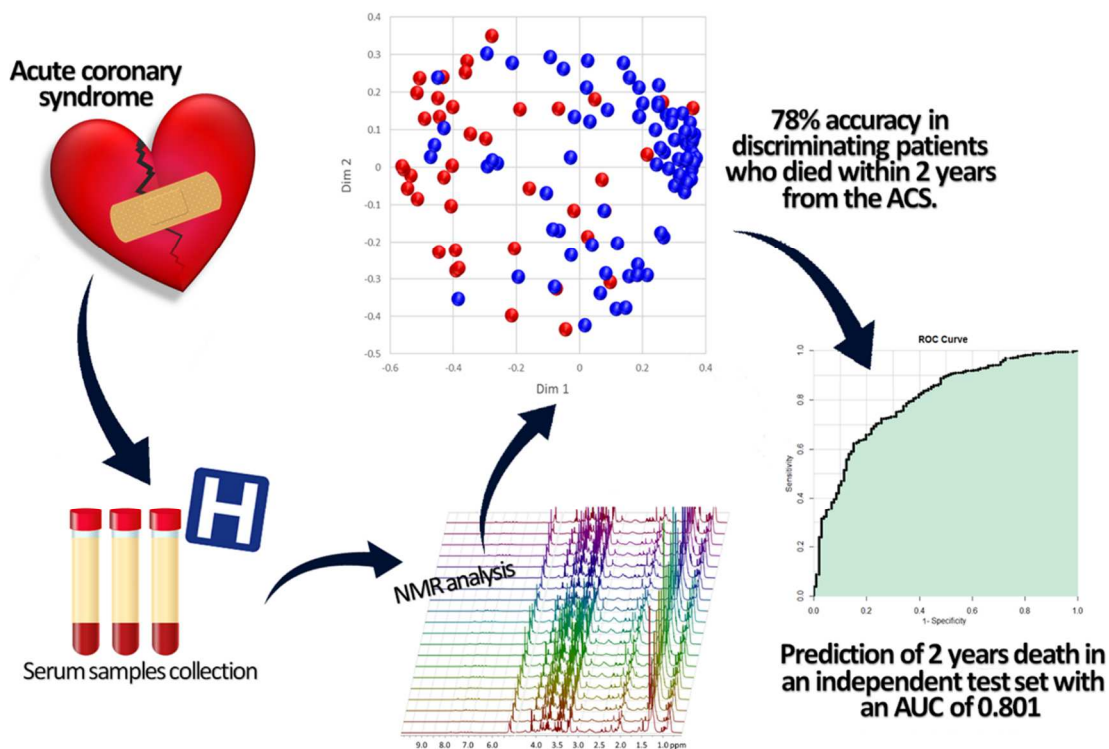 Acute coronary
syndrome
0.4
0.3
0.2
0.1
0
-0.1
-0.2
-0.3
-0.4
-0.5
Dim 2
-0.6
-0.4
-0.2
0
0.2
0.4
Dim 1
78% accuracy in
discriminating patients
who died within 2 years
from the ACS.
H
Serum samples collection
NMR analysis
9.0 8.0 7.0 6.0 4.0 3.5 3.0 2.5 2.0 1.5 1.0 ppm
ROC Curve
1.0
0.8
0.6
0.4
0.2
0.0
Sensitivity
0.0 0.2 0.4 0.6 0.8 1.0
1- Specificity
Prediction of 2 years death in
an independent test set with
an AUC of 0.801